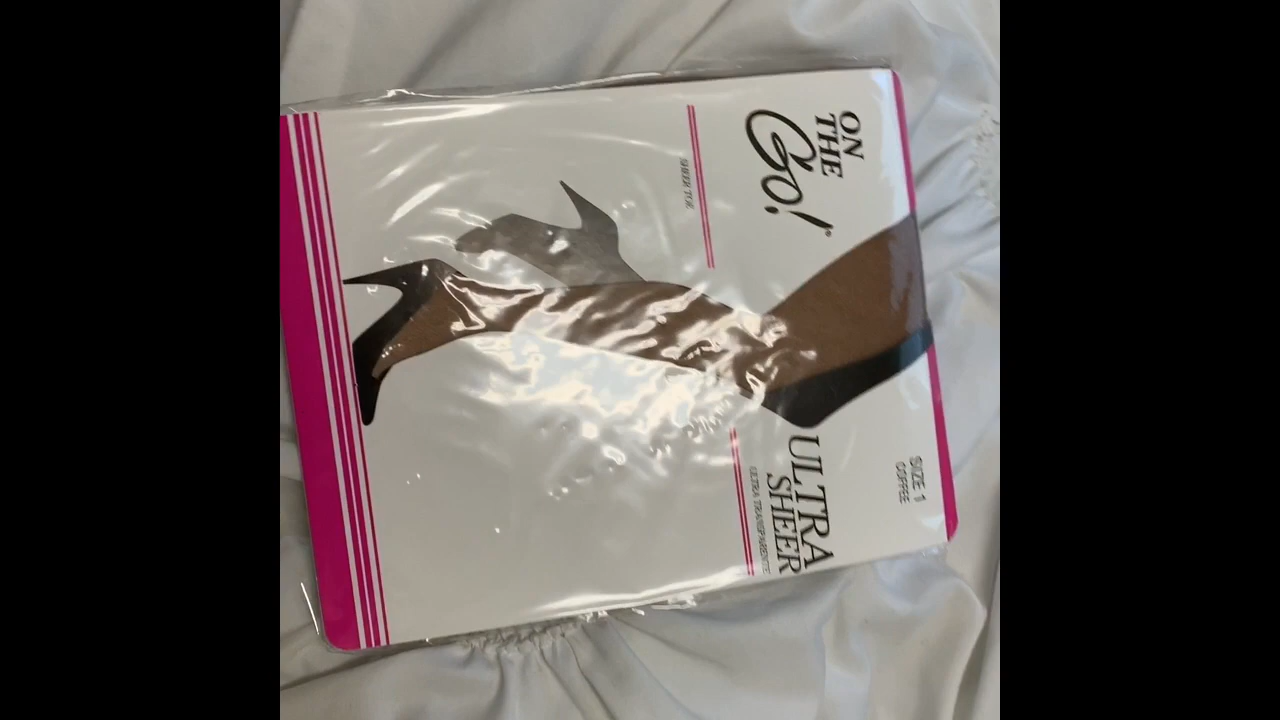 ON
THE
Go!®
SIZE 1
COFFEE
SHEER TOE
ULTRA
SHEER
ULTRA TRANSPARENTE